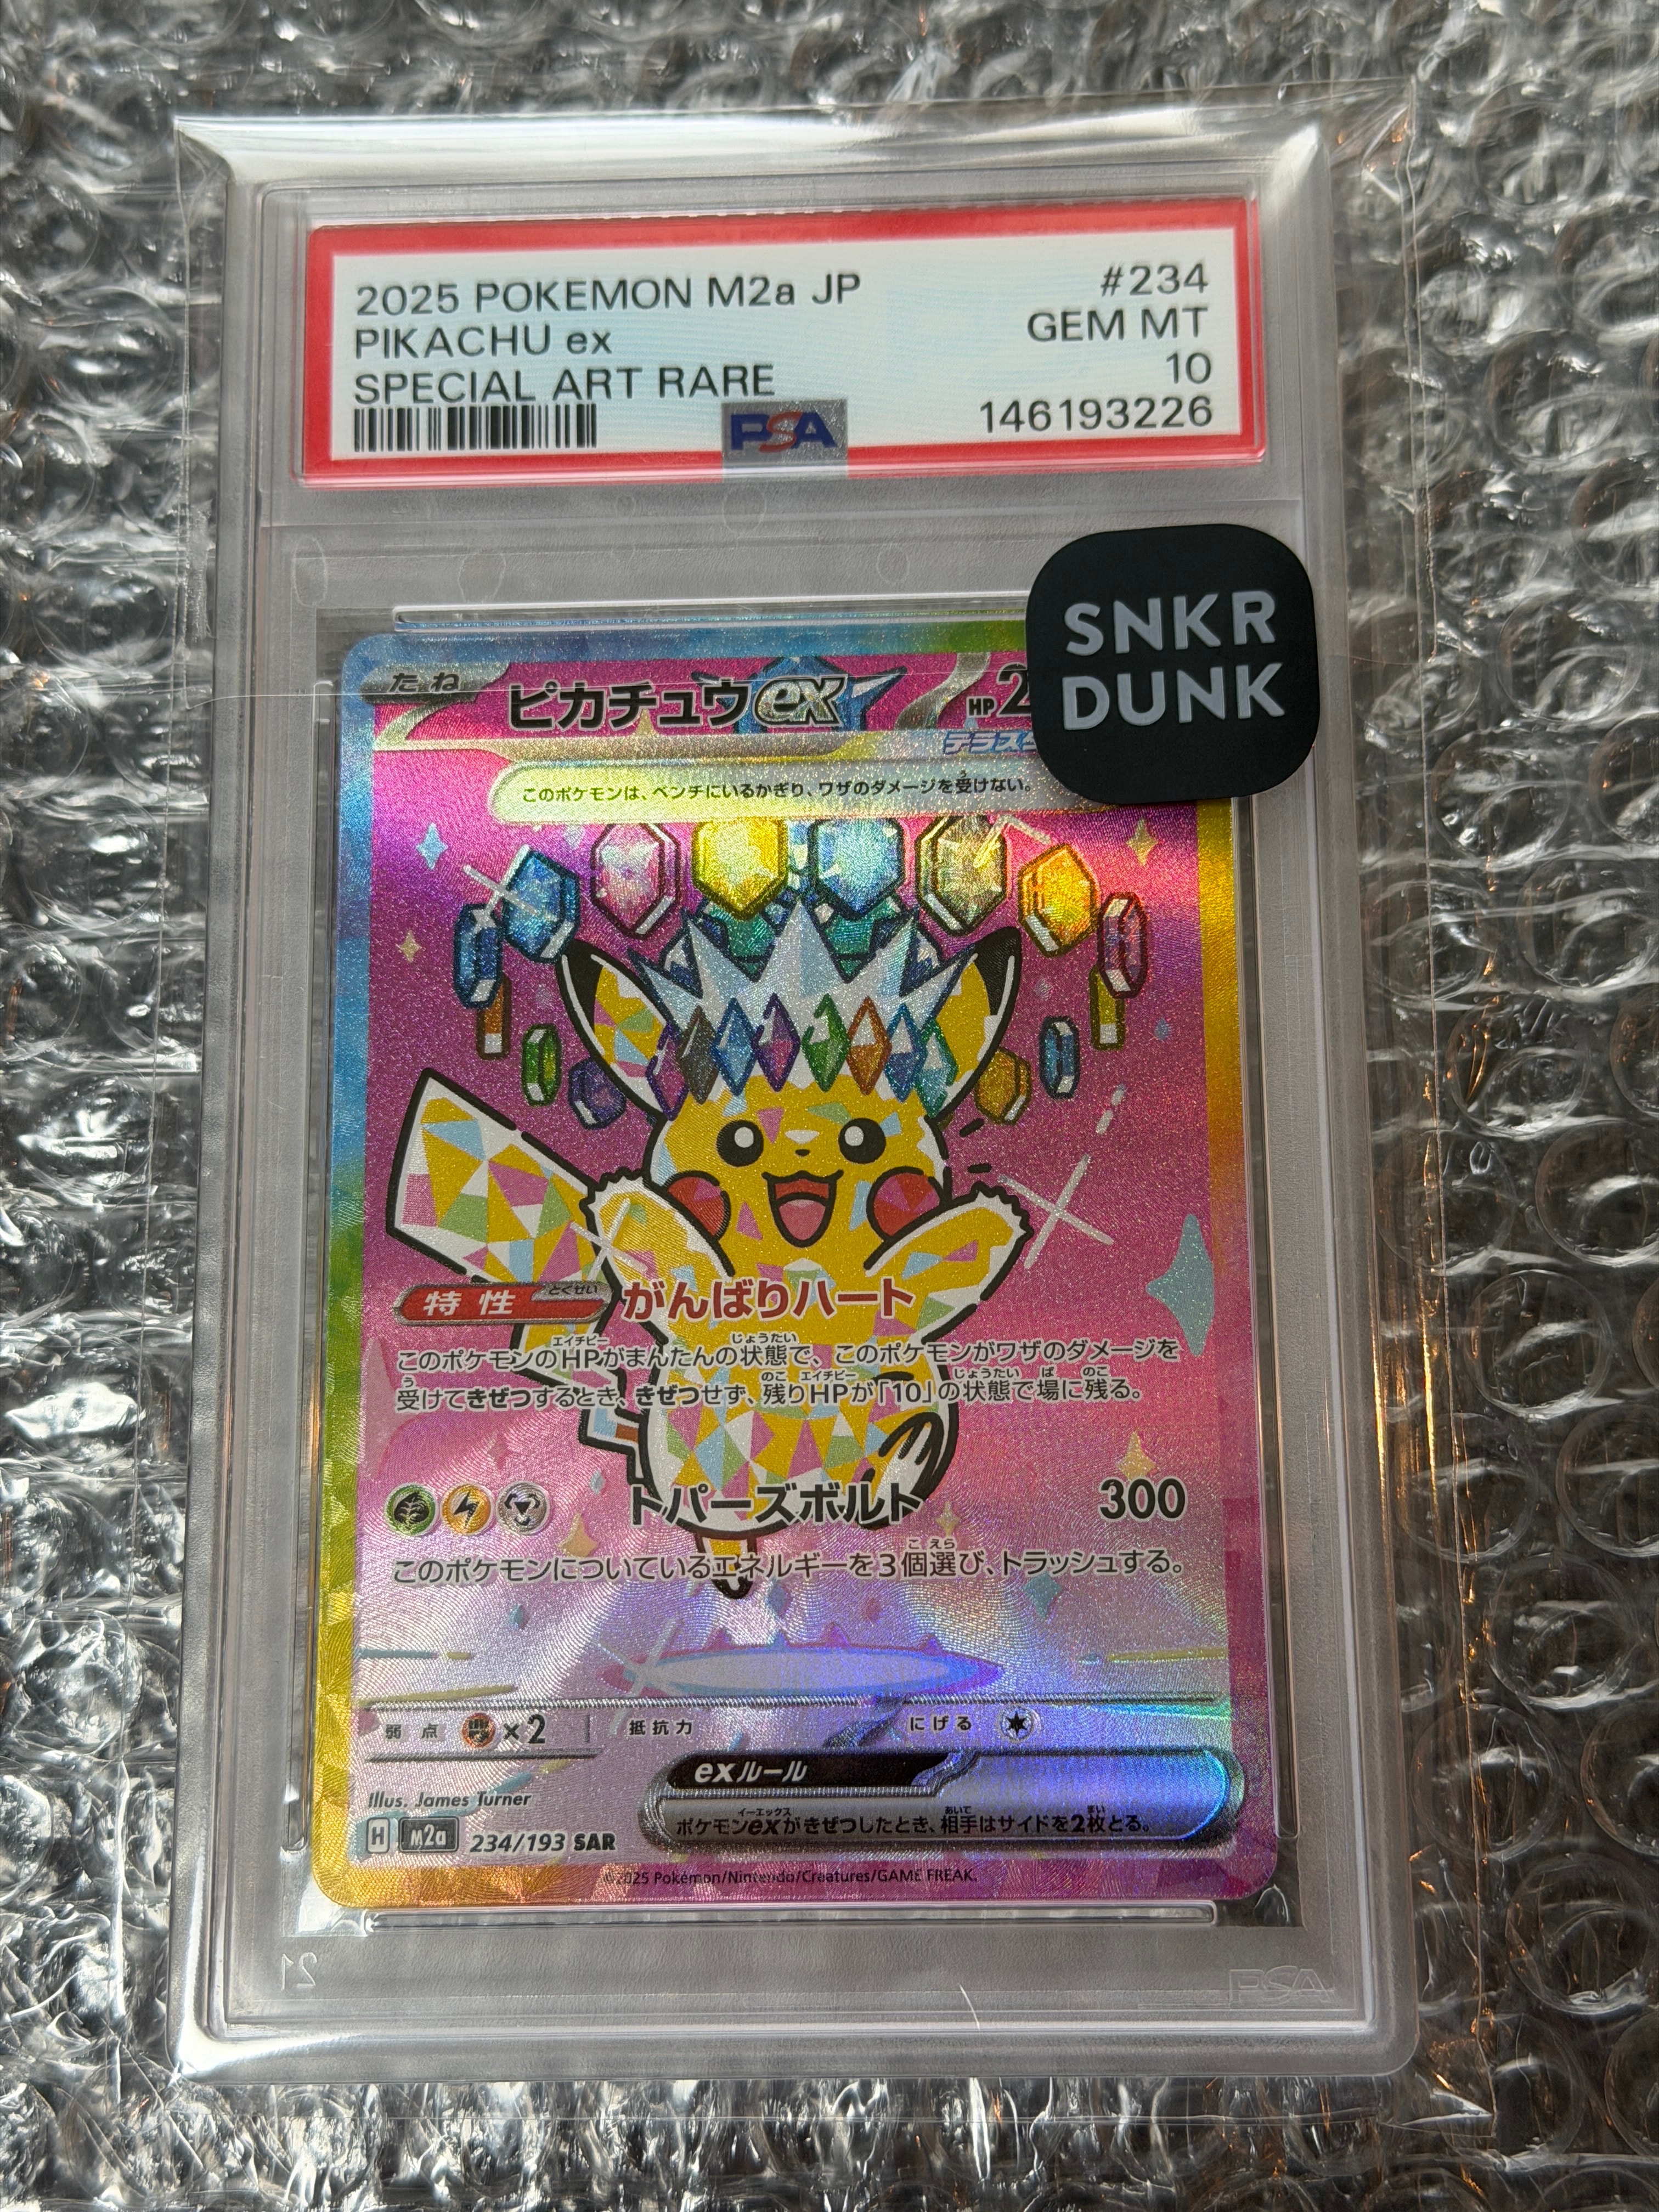 2025 POKEMON M2a JP #234
PIKACHU ex GEM MT
SPECIAL ART RARE 10
PSA 146193226
SNKR
DUNK
たね ピカチュウex HP 2
テラス
このポケモンは、ベンチにいるかぎり、ワザのダメージを受けない。
特性 とくせい がんばりハート
このポケモンのHPがまんたんの状態で、このポケモンがワザのダメージを
受けてきぜつするとき、きぜつせず、残りHPが「10」の状態で場に残る。
トパーズボルト 300
このポケモンについているエネルギーを3個選び、トラッシュする。
弱点 ×2 抵抗力 にげる
exルール
ポケモンexがきぜつしたとき、相手はサイドを2枚とる。
Illus. James Turner
H m2a 234/193 SAR
©2025 Pokémon/Nintendo/Creatures/GAME FREAK.
21
PSA